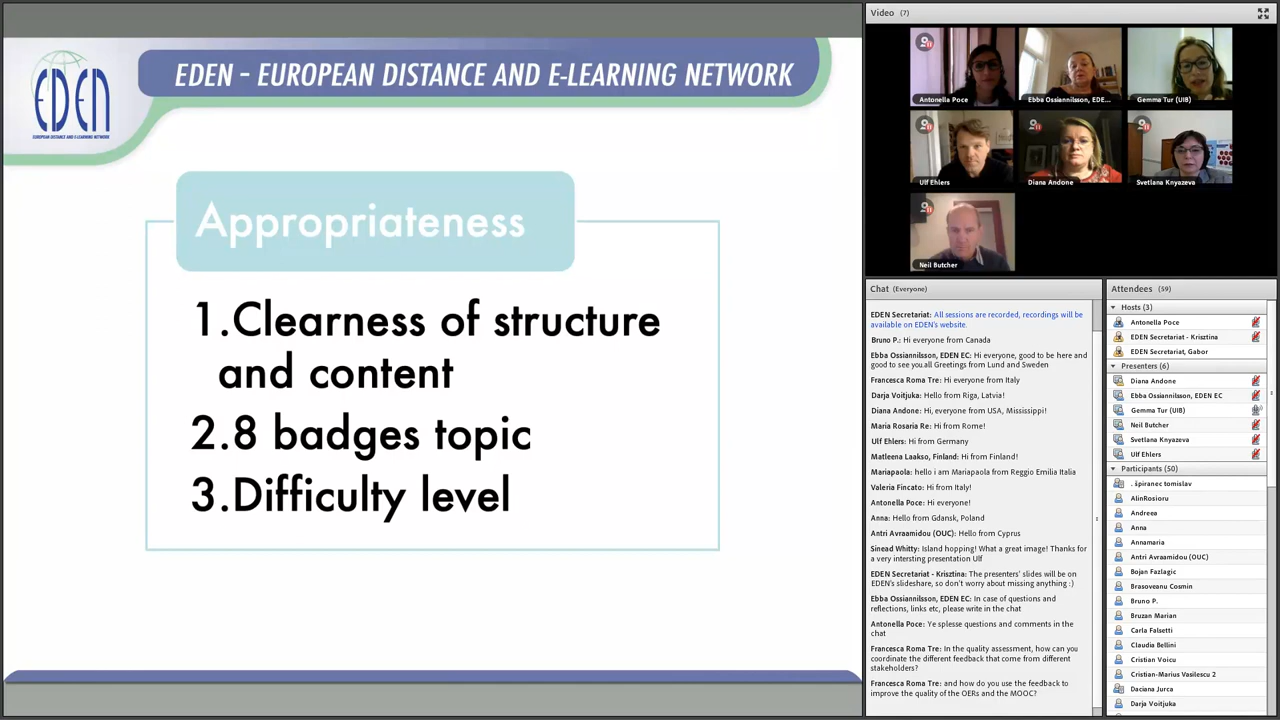 EDEN
EUROPEAN DISTANCE AND E-LEARNING NETWORK
EDEN - EUROPEAN DISTANCE AND E-LEARNING NETWORK
Appropriateness
1.Clearness of structure
and content
2.8 badges topic
3.Difficulty level
Video (7)
Antonella Poce
Ebba Ossiannilsson, EDE...
Gemma Tur (UIB)
Ulf Ehlers
Diana Andone
Svetlana Knyazeva
Neil Butcher
Chat (Everyone)
EDEN Secretariat: All sessions are recorded, recordings will be
available on EDEN's website.
Bruno P.: Hi everyone from Canada
Ebba Ossiannilsson, EDEN EC: Hi everyone, good to be here and
good to see you.all Greetings from Lund and Sweden
Francesca Roma Tre: Hi everyone from Italy
Darja Voitjuka: Hello from Riga, Latvia!
Diana Andone: Hi, everyone from USA, Mississippi!
Maria Rosaria Re: Hi from Rome!
Ulf Ehlers: Hi from Germany
Matleena Laakso, Finland: Hi from Finland!
Mariapaola: hello i am Mariapaola from Reggio Emilia Italia
Valeria Fincato: Hi from Italy!
Antonella Poce: Hi everyone!
Anna: Hello from Gdansk, Poland
Antri Avraamidou (OUC): Hello from Cyprus
Sinead Whitty: Island hopping! What a great image! Thanks for
a very intersting presentation Ulf
EDEN Secretariat - Krisztina: The presenters' slides will be on
EDEN's slideshare, so don't worry about missing anything :)
Ebba Ossiannilsson, EDEN EC: In case of questions and
reflections, links etc, please write in the chat
Antonella Poce: Ye splesse questions and comments in the
chat
Francesca Roma Tre: In the quality assessment, how can you
coordinate the different feedback that come from different
stakeholders?
Francesca Roma Tre: and how do you use the feedback to
improve the quality of the OERs and the MOOC?
Attendees (59)
Hosts (3)
Antonella Poce
EDEN Secretariat - Krisztina
EDEN Secretariat, Gabor
Presenters (6)
Diana Andone
Ebba Ossiannilsson, EDEN EC
Gemma Tur (UIB)
Neil Butcher
Svetlana Knyazeva
Ulf Ehlers
Participants (50)
. špiranec tomislav
AlinRosioru
Andreea
Anna
Annamaria
Antri Avraamidou (OUC)
Bojan Fazlagic
Brasoveanu Cosmin
Bruno P.
Bruzan Marian
Carla Falsetti
Claudia Bellini
Cristian Voicu
Cristian-Marius Vasilescu 2
Daciana Jurca
Darja Voitjuka